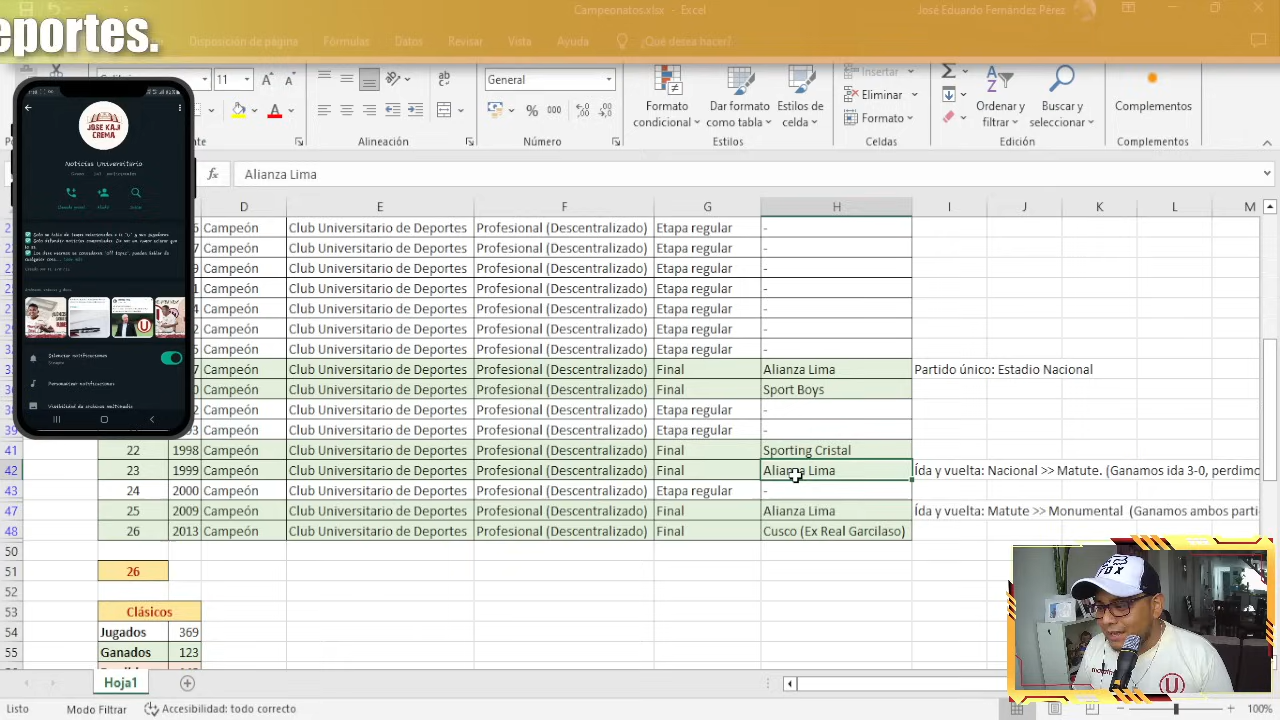 eportes.
Campeonatos.xlsx - Excel
José Eduardo Fernández Pérez
Disposición de página
Fórmulas
Datos
Revisar
Vista
Ayuda
¿Qué desea hacer?
11
General
Insertar
Eliminar
Formato
Formato condicional
Dar formato como tabla
Estilos de celda
Ordenar y filtrar
Buscar y seleccionar
Complementos
Alineación
Número
Estilos
Celdas
Edición
Complementos
fx Alianza Lima
JOSE KAJI
CREMA
Noticias Universitario
Silenciar notificaciones
Siempre
Personalizar notificaciones
D E G I J K L M
Campeón Club Universitario de Deportes Profesional (Descentralizado) Etapa regular -
Campeón Club Universitario de Deportes Profesional (Descentralizado) Etapa regular -
Campeón Club Universitario de Deportes Profesional (Descentralizado) Etapa regular -
Campeón Club Universitario de Deportes Profesional (Descentralizado) Etapa regular -
Campeón Club Universitario de Deportes Profesional (Descentralizado) Etapa regular -
Campeón Club Universitario de Deportes Profesional (Descentralizado) Etapa regular -
Campeón Club Universitario de Deportes Profesional (Descentralizado) Etapa regular -
Campeón Club Universitario de Deportes Profesional (Descentralizado) Final Alianza Lima Partido único: Estadio Nacional
Campeón Club Universitario de Deportes Profesional (Descentralizado) Final Sport Boys
Campeón Club Universitario de Deportes Profesional (Descentralizado) Etapa regular -
Campeón Club Universitario de Deportes Profesional (Descentralizado) Etapa regular -
41 22 1998 Campeón Club Universitario de Deportes Profesional (Descentralizado) Final Sporting Cristal
42 23 1999 Campeón Club Universitario de Deportes Profesional (Descentralizado) Final Alianza Lima Ída y vuelta: Nacional >> Matute. (Ganamos ida 3-0, perdimo
43 24 2000 Campeón Club Universitario de Deportes Profesional (Descentralizado) Etapa regular -
47 25 2009 Campeón Club Universitario de Deportes Profesional (Descentralizado) Final Alianza Lima Ída y vuelta: Matute >> Monumental (Ganamos ambos parti
48 26 2013 Campeón Club Universitario de Deportes Profesional (Descentralizado) Final Cusco (Ex Real Garcilaso)
50
51 26
52
53 Clásicos
54 Jugados 369
55 Ganados 123
Hoja1
Listo
Modo Filtrar
Accesibilidad: todo correcto
100%